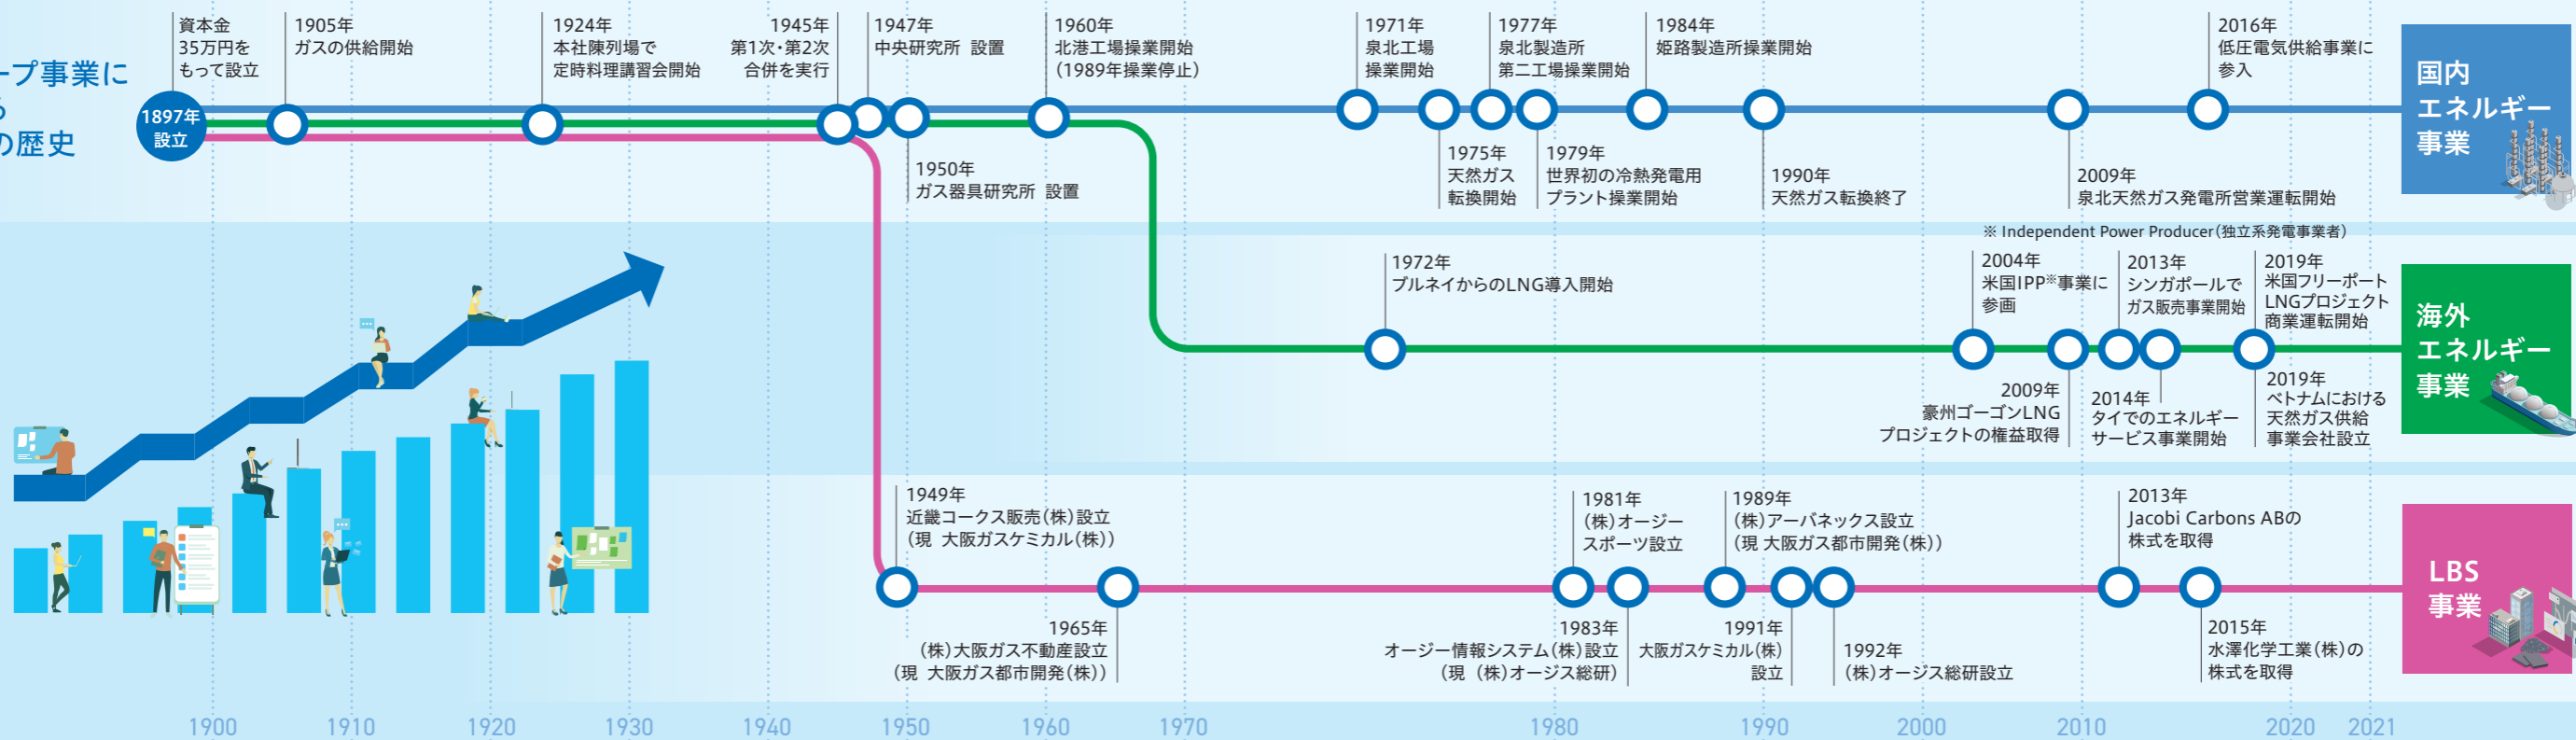 ープ事業に
の歴史
1897年
設立
資本金
35万円を
もって設立
1905年
ガスの供給開始
1924年
本社陳列場で
定時料理講習会開始
1945年
第1次・第2次
合併を実行
1947年
中央研究所 設置
1950年
ガス器具研究所 設置
1960年
北港工場操業開始
（1989年操業停止）
1971年
泉北工場
操業開始
1975年
天然ガス
転換開始
1977年
泉北製造所
第二工場操業開始
1979年
世界初の冷熱発電用
プラント操業開始
1984年
姫路製造所操業開始
1990年
天然ガス転換終了
2009年
泉北天然ガス発電所営業運転開始
2016年
低圧電気供給事業に
参入
国内
エネルギー
事業
※ Independent Power Producer（独立系発電事業者）
1972年
ブルネイからのLNG導入開始
2004年
米国IPP※事業に
参画
2009年
豪州ゴーゴンLNG
プロジェクトの権益取得
2013年
シンガポールで
ガス販売事業開始
2014年
タイでのエネルギー
サービス事業開始
2019年
米国フリーポート
LNGプロジェクト
商業運転開始
2019年
ベトナムにおける
天然ガス供給
事業会社設立
海外
エネルギー
事業
1949年
近畿コークス販売（株）設立
（現 大阪ガスケミカル（株））
1965年
（株）大阪ガス不動産設立
（現 大阪ガス都市開発（株））
1981年
（株）オージー
スポーツ設立
1983年
オージー情報システム（株）設立
（現 （株）オージス総研）
1989年
（株）アーバネックス設立
（現 大阪ガス都市開発（株））
1991年
大阪ガスケミカル（株）
設立
1992年
（株）オージス総研設立
2013年
Jacobi Carbons ABの
株式を取得
2015年
水澤化学工業（株）の
株式を取得
LBS
事業
1900 1910 1920 1930 1940 1950 1960 1970 1980 1990 2000 2010 2020 2021